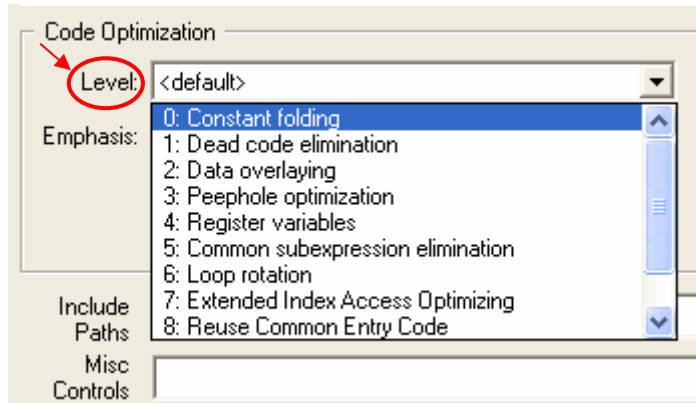 Code Optimization
Level: <default>
0: Constant folding
Emphasis:
1: Dead code elimination
2: Data overlaying
3: Peephole optimization
4: Register variables
5: Common subexpression elimination
6: Loop rotation
7: Extended Index Access Optimizing
8: Reuse Common Entry Code
Include
Paths
Misc
Controls